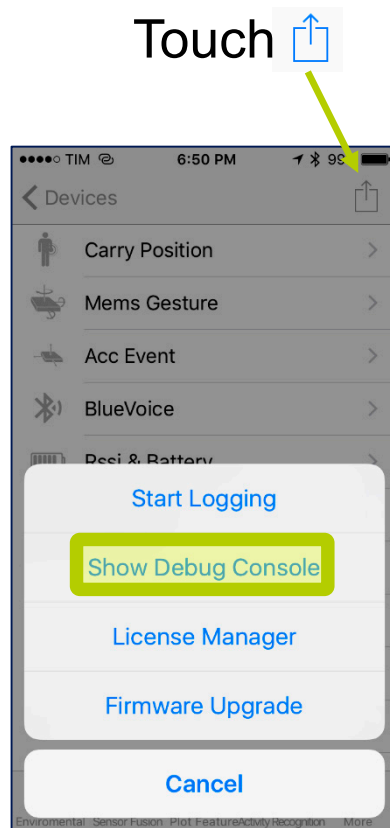 Touch
TIM 6:50 PM 99
Devices
Carry Position
Mems Gesture
Acc Event
BlueVoice
Rssi & Battery
Start Logging
Show Debug Console
License Manager
Firmware Upgrade
Cancel
Enviromental Sensor Fusion Plot Feature Activity Recognition More